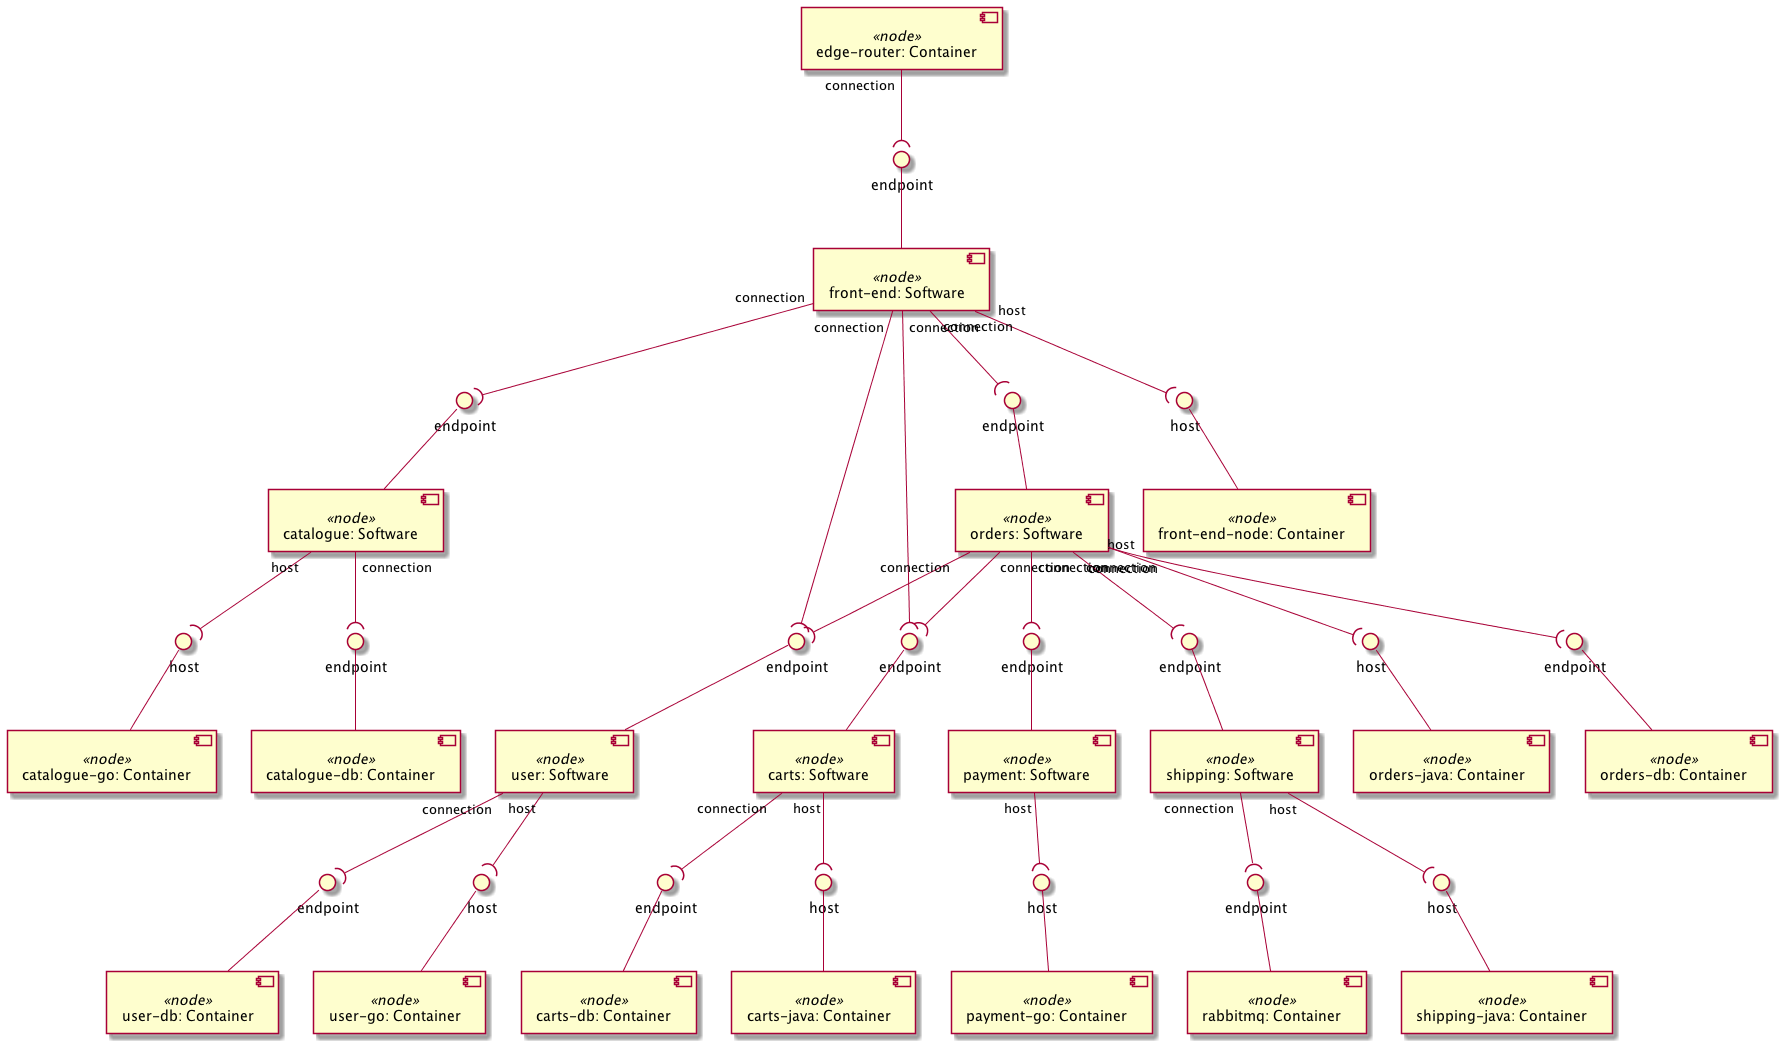 «node»
edge-router: Container
connection
endpoint
«node»
front-end: Software
connection
connection
connection
connection
host
endpoint
endpoint
host
«node»
catalogue: Software
«node»
orders: Software
«node»
front-end-node: Container
host
connection
connection
connection
connection
connection
connection
host
host
endpoint
endpoint
endpoint
endpoint
endpoint
host
endpoint
«node»
catalogue-go: Container
«node»
catalogue-db: Container
«node»
user: Software
«node»
carts: Software
«node»
payment: Software
«node»
shipping: Software
«node»
orders-java: Container
«node»
orders-db: Container
connection
host
connection
host
host
connection
host
endpoint
host
endpoint
host
host
endpoint
host
«node»
user-db: Container
«node»
user-go: Container
«node»
carts-db: Container
«node»
carts-java: Container
«node»
payment-go: Container
«node»
rabbitmq: Container
«node»
shipping-java: Container